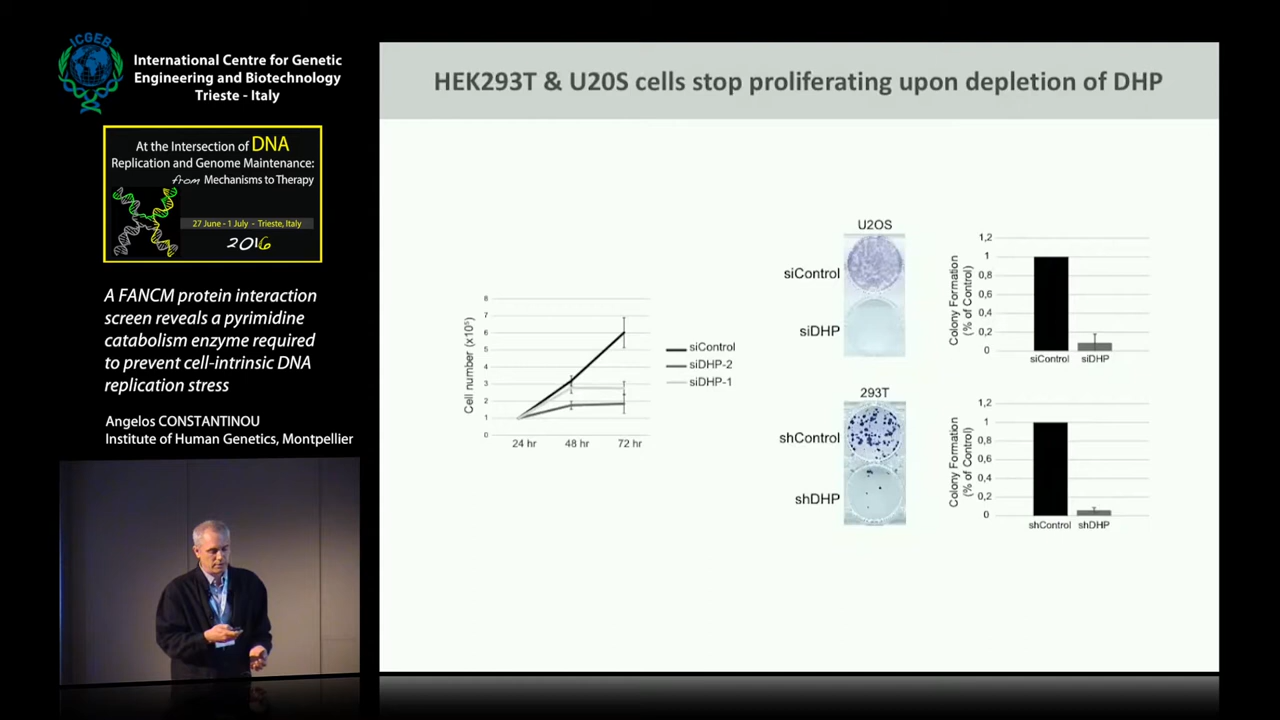 ICGEB
International Centre for Genetic
Engineering and Biotechnology
Trieste - Italy
At the Intersection of DNA
Replication and Genome Maintenance:
from Mechanisms to Therapy
27 June - 1 July - Trieste, Italy
2016
A FANCM protein interaction
screen reveals a pyrimidine
catabolism enzyme required
to prevent cell-intrinsic DNA
replication stress
Angelos CONSTANTINOU
Institute of Human Genetics, Montpellier
HEK293T & U20S cells stop proliferating upon depletion of DHP
Cell number (x10⁵)
8
7
6
5
4
3
2
1
0
24 hr 48 hr 72 hr
siControl
siDHP-2
siDHP-1
U2OS
siControl
siDHP
Colony Formation
(% of Control)
1,2
1
0,8
0,6
0,4
0,2
0
siControl siDHP
293T
shControl
shDHP
Colony Formation
(% of Control)
1,2
1
0,8
0,6
0,4
0,2
0
shControl shDHP